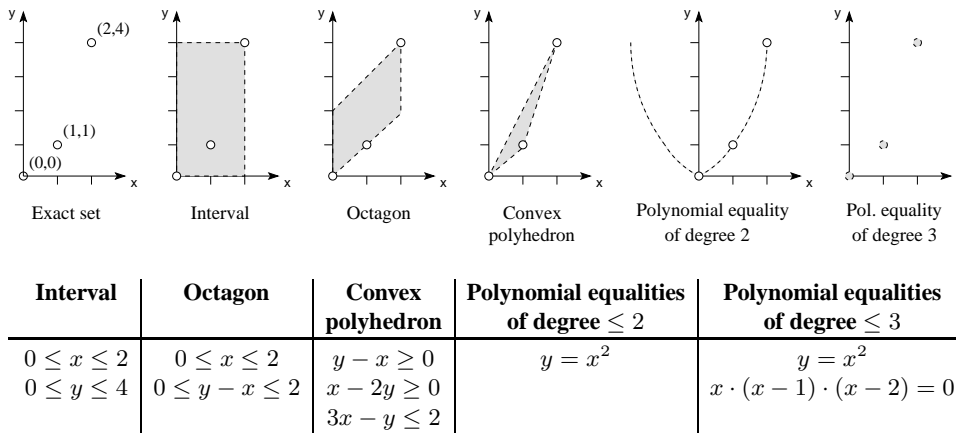 y y y y y y
(2,4)
(1,1)
(0,0)
x x x x x x
Exact set Interval Octagon Convex polyhedron Polynomial equality of degree 2 Pol. equality of degree 3
Interval Octagon Convex Polynomial equalities Polynomial equalities
polyhedron of degree ≤ 2 of degree ≤ 3
0 ≤ x ≤ 2 0 ≤ x ≤ 2 y − x ≥ 0 y = x² y = x²
0 ≤ y ≤ 4 0 ≤ y − x ≤ 2 x − 2y ≥ 0 x · (x − 1) · (x − 2) = 0
3x − y ≤ 2